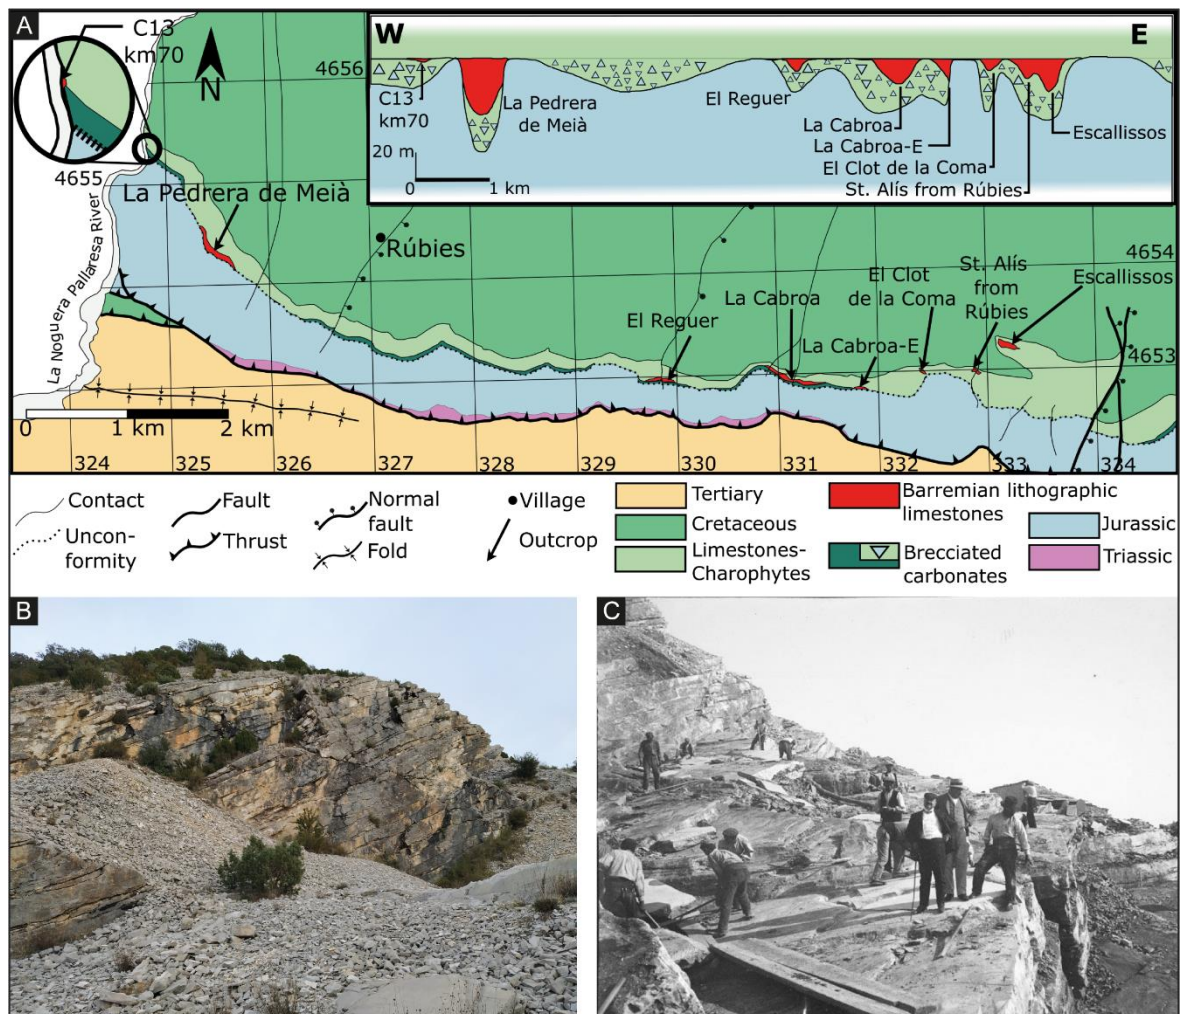 A
C13
km70
N
4656
4655
La Pedrera de Meià
La Noguera Pallaresa River
Rúbies
W
E
C13
km70
La Pedrera
de Meià
El Reguer
La Cabroa
La Cabroa-E
El Clot de la Coma
St. Alís from Rúbies
Escallissos
20 m
0
1 km
4654
El Reguer
La Cabroa
La Cabroa-E
El Clot
de la Coma
St. Alís
from
Rúbies
Escallissos
4653
0
1 km
2 km
324
325
326
327
328
329
330
331
332
333
334
Contact
Uncon-
formity
Fault
Thrust
Normal
fault
Fold
Village
Outcrop
Tertiary
Cretaceous
Limestones-
Charophytes
Barremian lithographic
limestones
Brecciated
carbonates
Jurassic
Triassic
B
C